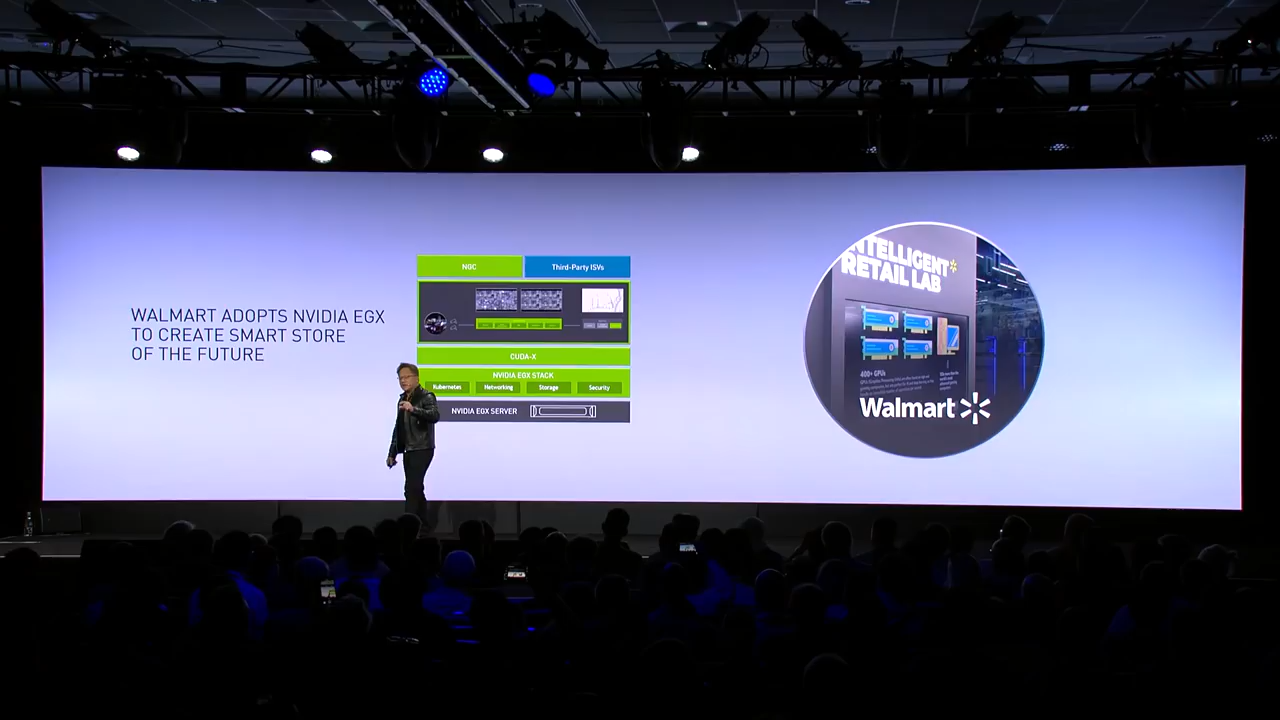 WALMART ADOPTS NVIDIA EGX
TO CREATE SMART STORE
OF THE FUTURE
NGC
Third-Party ISVs
CUDA-X
NVIDIA EGX STACK
Kubernetes
Networking
Storage
Security
NVIDIA EGX SERVER
INTELLIGENT
RETAIL LAB
400+ GPUs
Walmart